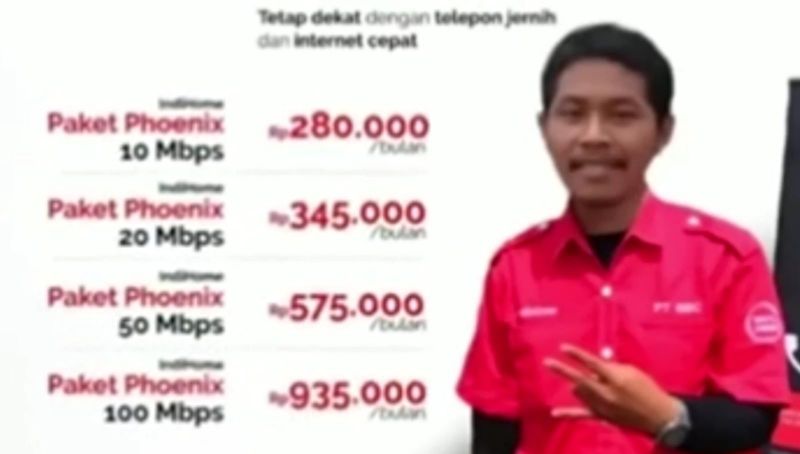 Tetap dekat dengan telepon jernih
dan internet cepat
IndiHome
Paket Phoenix
10 Mbps
Rp280.000
/bulan
IndiHome
Paket Phoenix
20 Mbps
Rp345.000
/bulan
IndiHome
Paket Phoenix
50 Mbps
Rp575.000
/bulan
IndiHome
Paket Phoenix
100 Mbps
Rp935.000
/bulan
PT